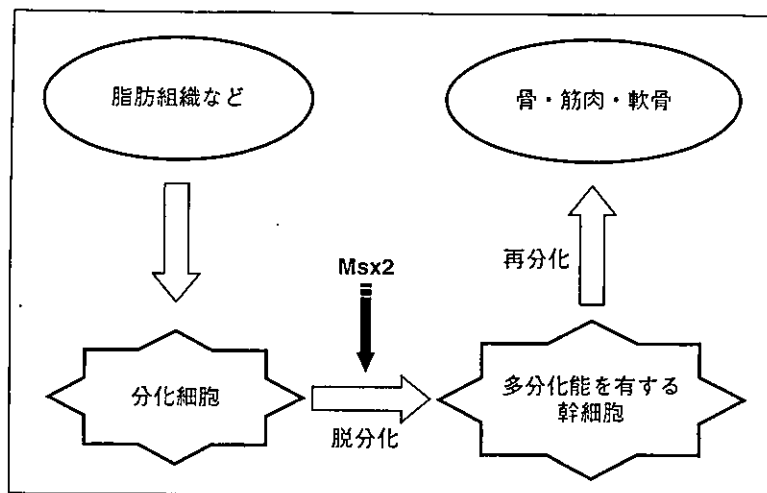 脂肪組織など
骨・筋肉・軟骨
Msx2
再分化
分化細胞
脱分化
多分化能を有する
幹細胞